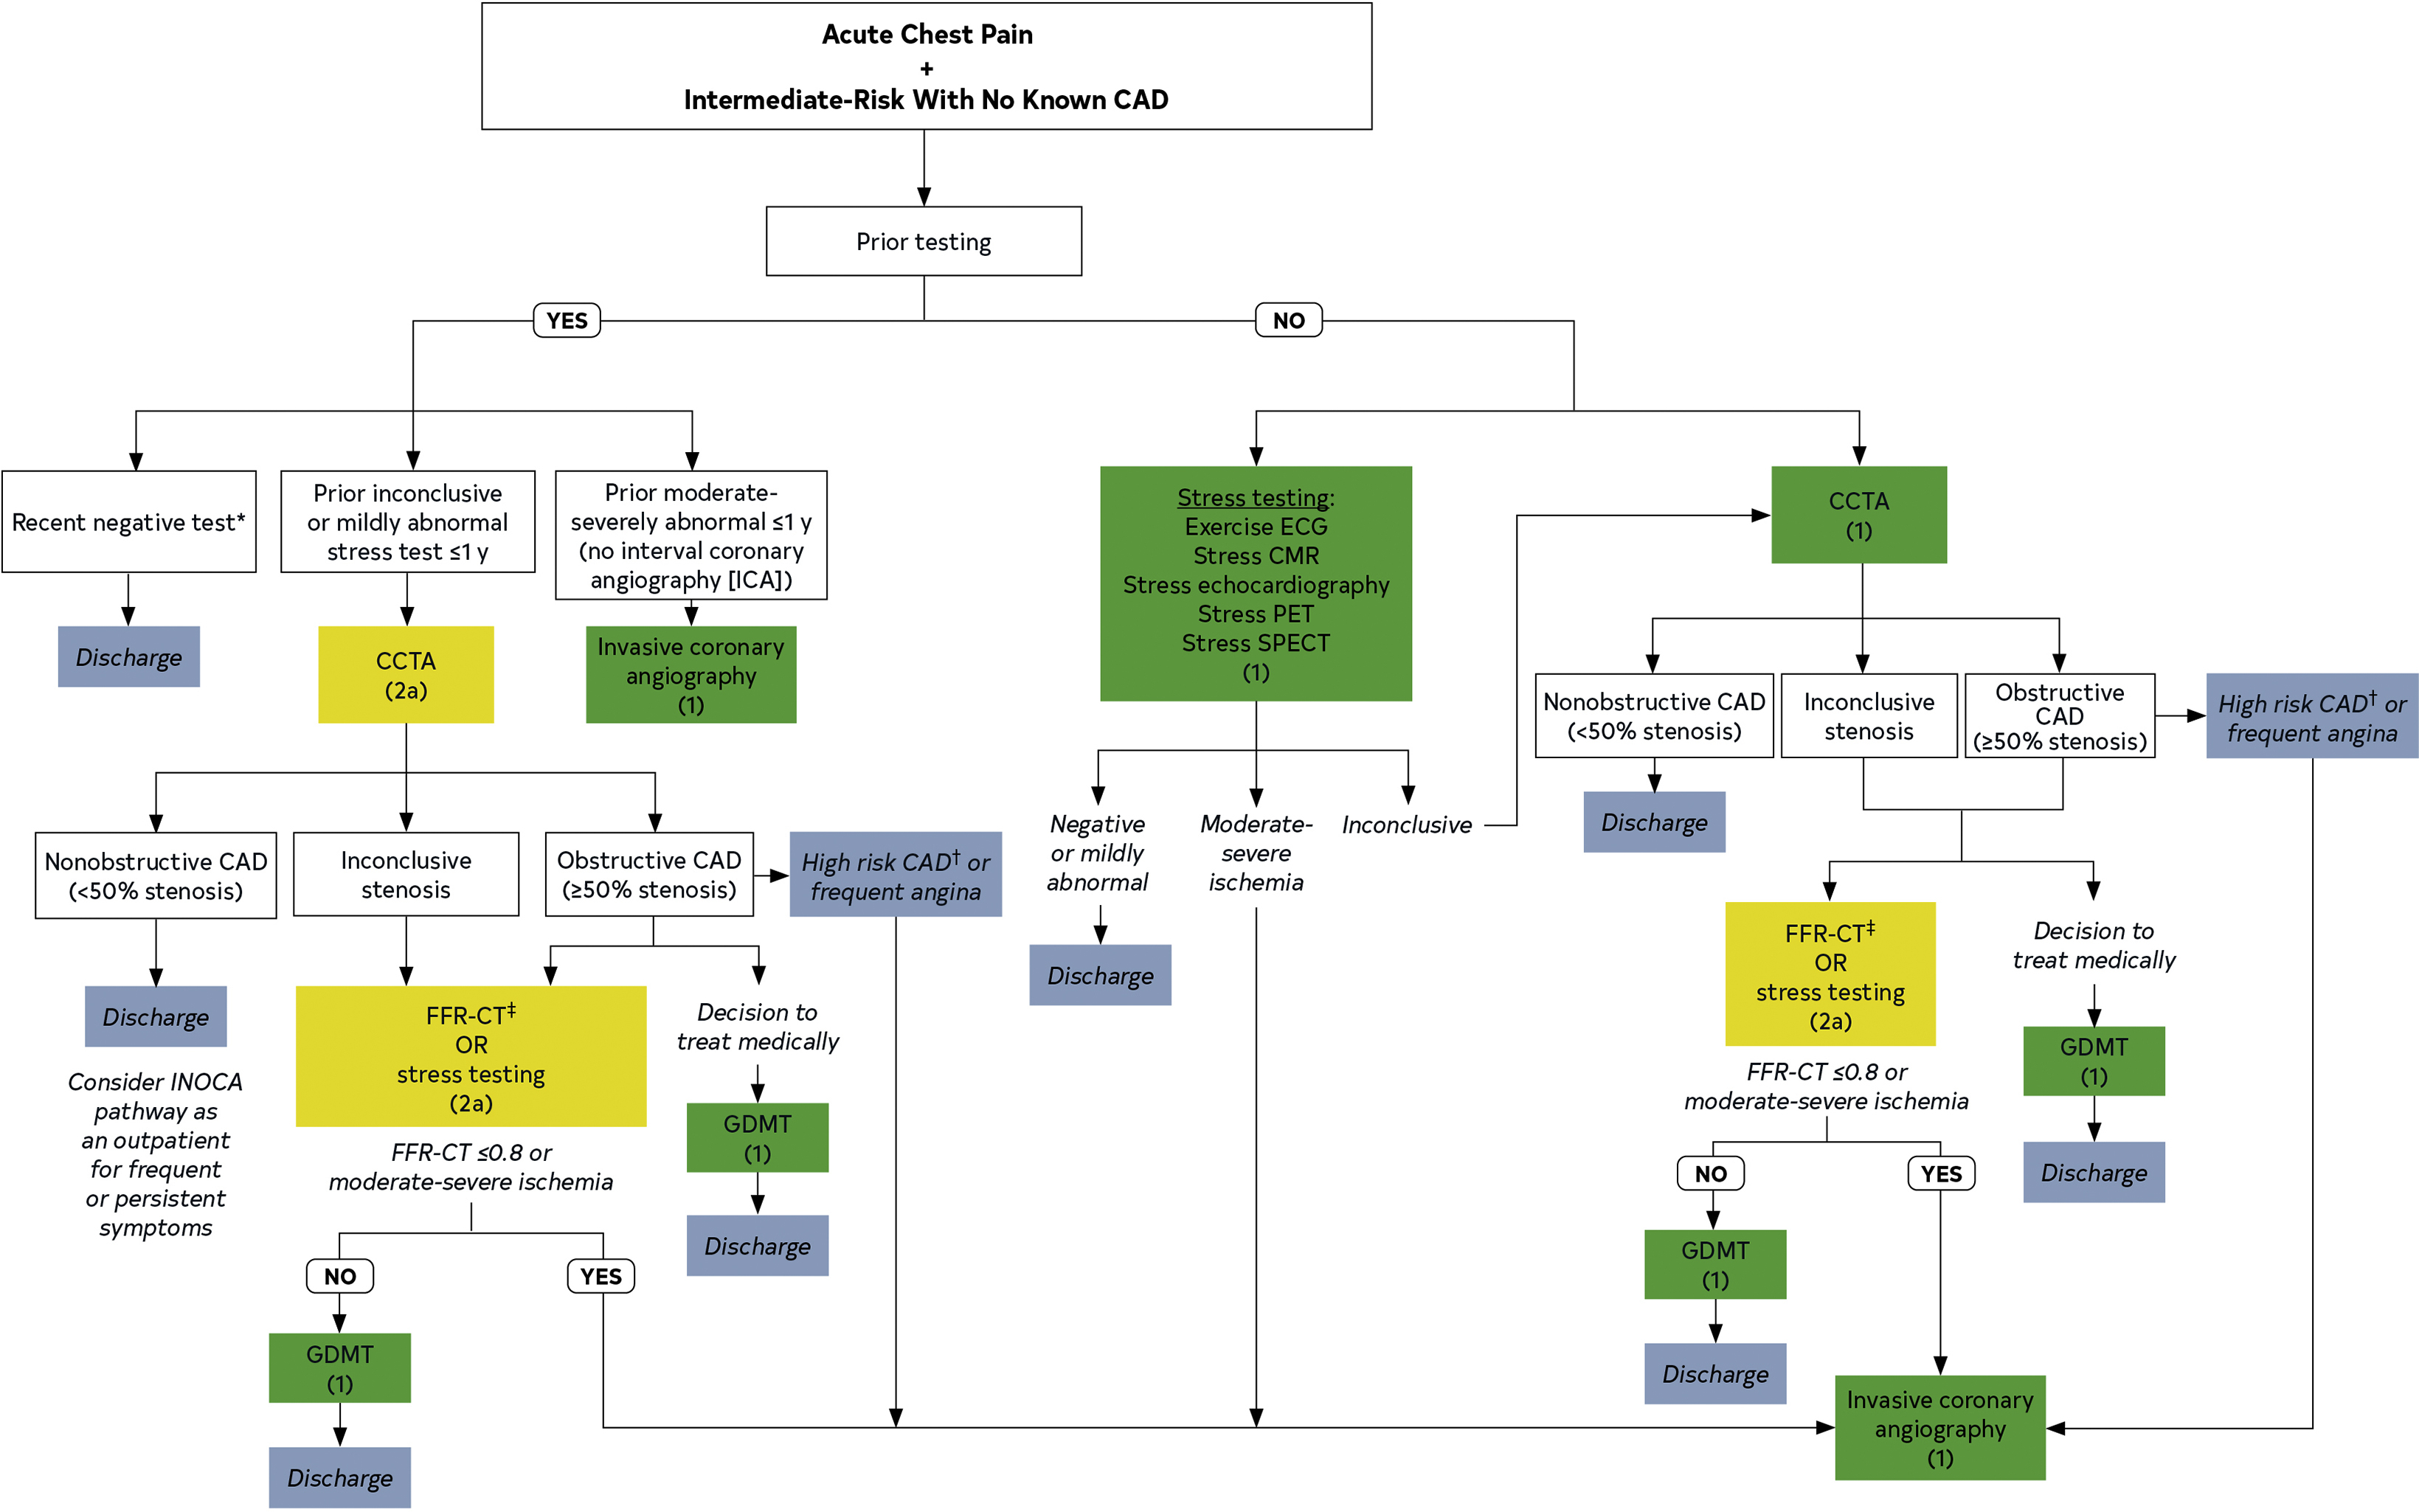 Acute Chest Pain
+
Intermediate-Risk With No Known CAD
Prior testing
YES
NO
Recent negative test*
Discharge
Prior inconclusive
or mildly abnormal
stress test ≤1 y
CCTA
(2a)
Prior moderate-
severely abnormal ≤1 y
(no interval coronary
angiography [ICA])
Invasive coronary
angiography
(1)
Nonobstructive CAD
(<50% stenosis)
Discharge
Consider INOCA
pathway as
an outpatient
for frequent
or persistent
symptoms
Inconclusive
stenosis
Obstructive CAD
(≥50% stenosis)
High risk CAD† or
frequent angina
FFR-CT‡
OR
stress testing
(2a)
FFR-CT ≤0.8 or
moderate-severe ischemia
NO
YES
GDMT
(1)
Discharge
Decision to
treat medically
GDMT
(1)
Discharge
Stress testing:
Exercise ECG
Stress CMR
Stress echocardiography
Stress PET
Stress SPECT
(1)
Negative
or mildly
abnormal
Discharge
Moderate-
severe
ischemia
Inconclusive
CCTA
(1)
Nonobstructive CAD
(<50% stenosis)
Discharge
Inconclusive
stenosis
Obstructive
CAD
(≥50% stenosis)
High risk CAD† or
frequent angina
FFR-CT‡
OR
stress testing
(2a)
FFR-CT ≤0.8 or
moderate-severe ischemia
NO
YES
GDMT
(1)
Discharge
Decision to
treat medically
GDMT
(1)
Discharge
Invasive coronary
angiography
(1)